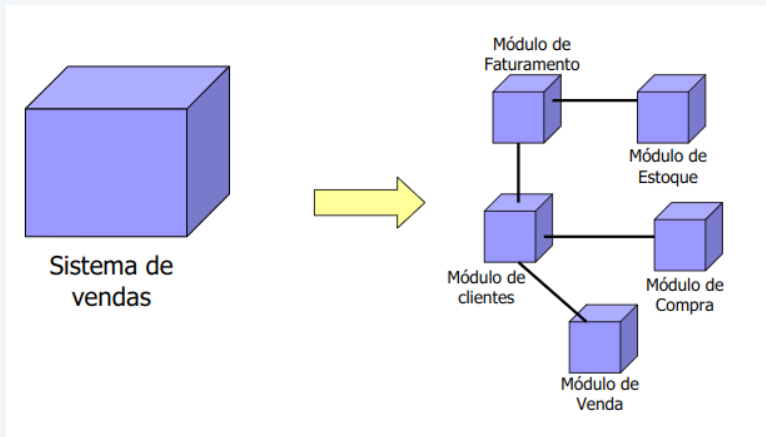 Sistema de
vendas
Módulo de
Faturamento
Módulo de
Estoque
Módulo de
clientes
Módulo de
Compra
Módulo de
Venda